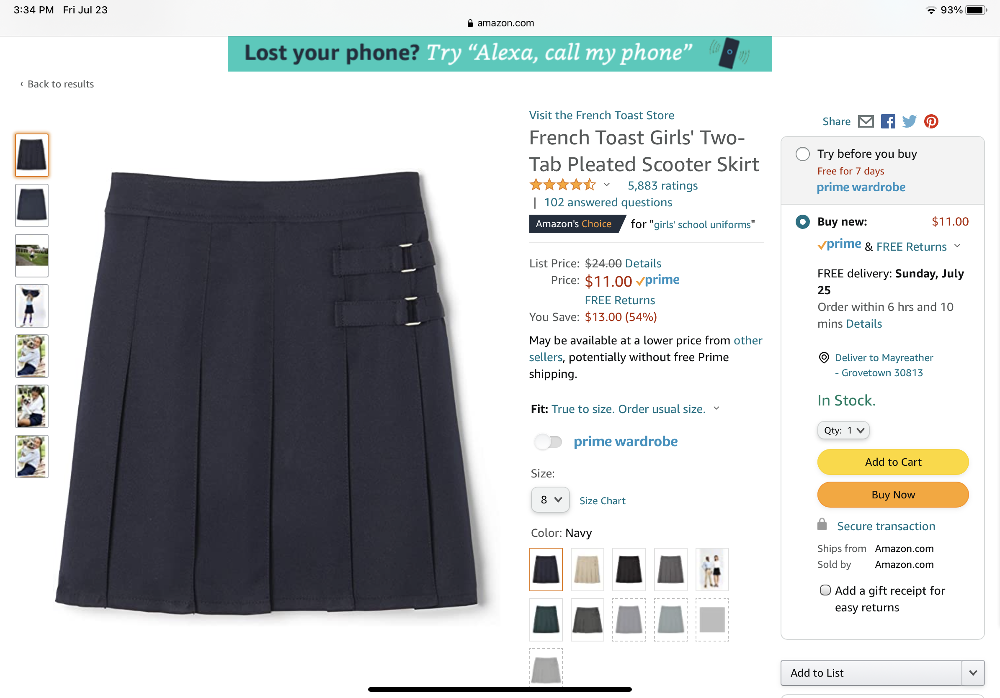 3:34 PM Fri Jul 23
93%
amazon.com
Lost your phone? Try “Alexa, call my phone”
‹ Back to results
Visit the French Toast Store
French Toast Girls' Two-
Tab Pleated Scooter Skirt
5,883 ratings
| 102 answered questions
Amazon's Choice for "girls' school uniforms"
List Price: $24.00 Details
Price: $11.00 prime
FREE Returns
You Save: $13.00 (54%)
May be available at a lower price from other
sellers, potentially without free Prime
shipping.
Fit: True to size. Order usual size.
prime wardrobe
Size:
8
Size Chart
Color: Navy
Share
Try before you buy
Free for 7 days
prime wardrobe
Buy new: $11.00
prime & FREE Returns
FREE delivery: Sunday, July
25
Order within 6 hrs and 10
mins Details
Deliver to Mayreather
- Grovetown 30813
In Stock.
Qty: 1
Add to Cart
Buy Now
Secure transaction
Ships from Amazon.com
Sold by Amazon.com
Add a gift receipt for
easy returns
Add to List